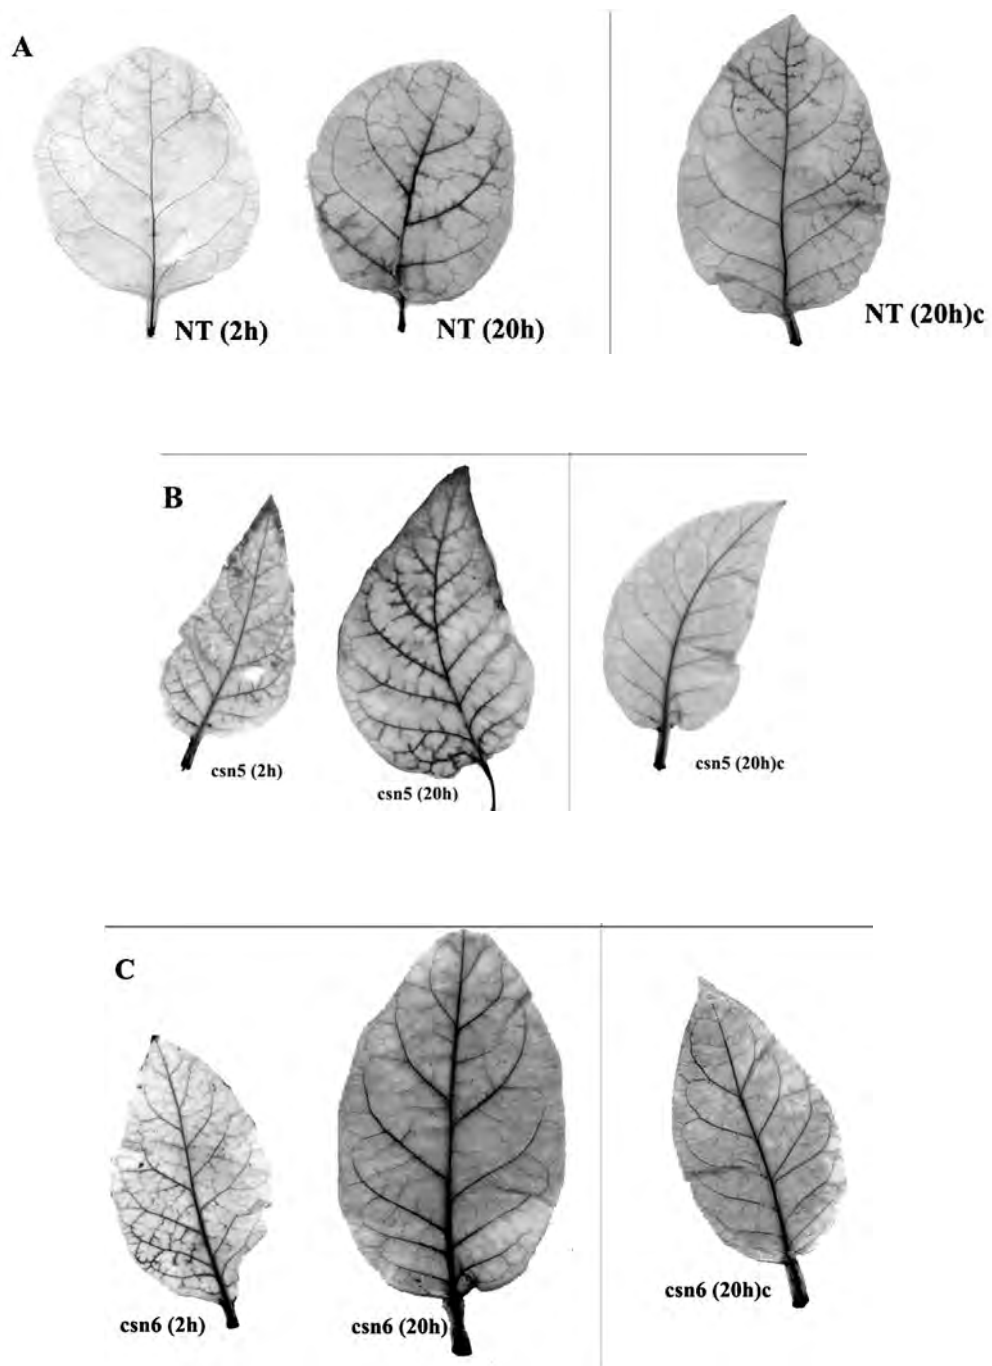 A
NT (2h)
NT (20h)
NT (20h)c
B
csn5 (2h)
csn5 (20h)
csn5 (20h)c
C
csn6 (2h)
csn6 (20h)
csn6 (20h)c